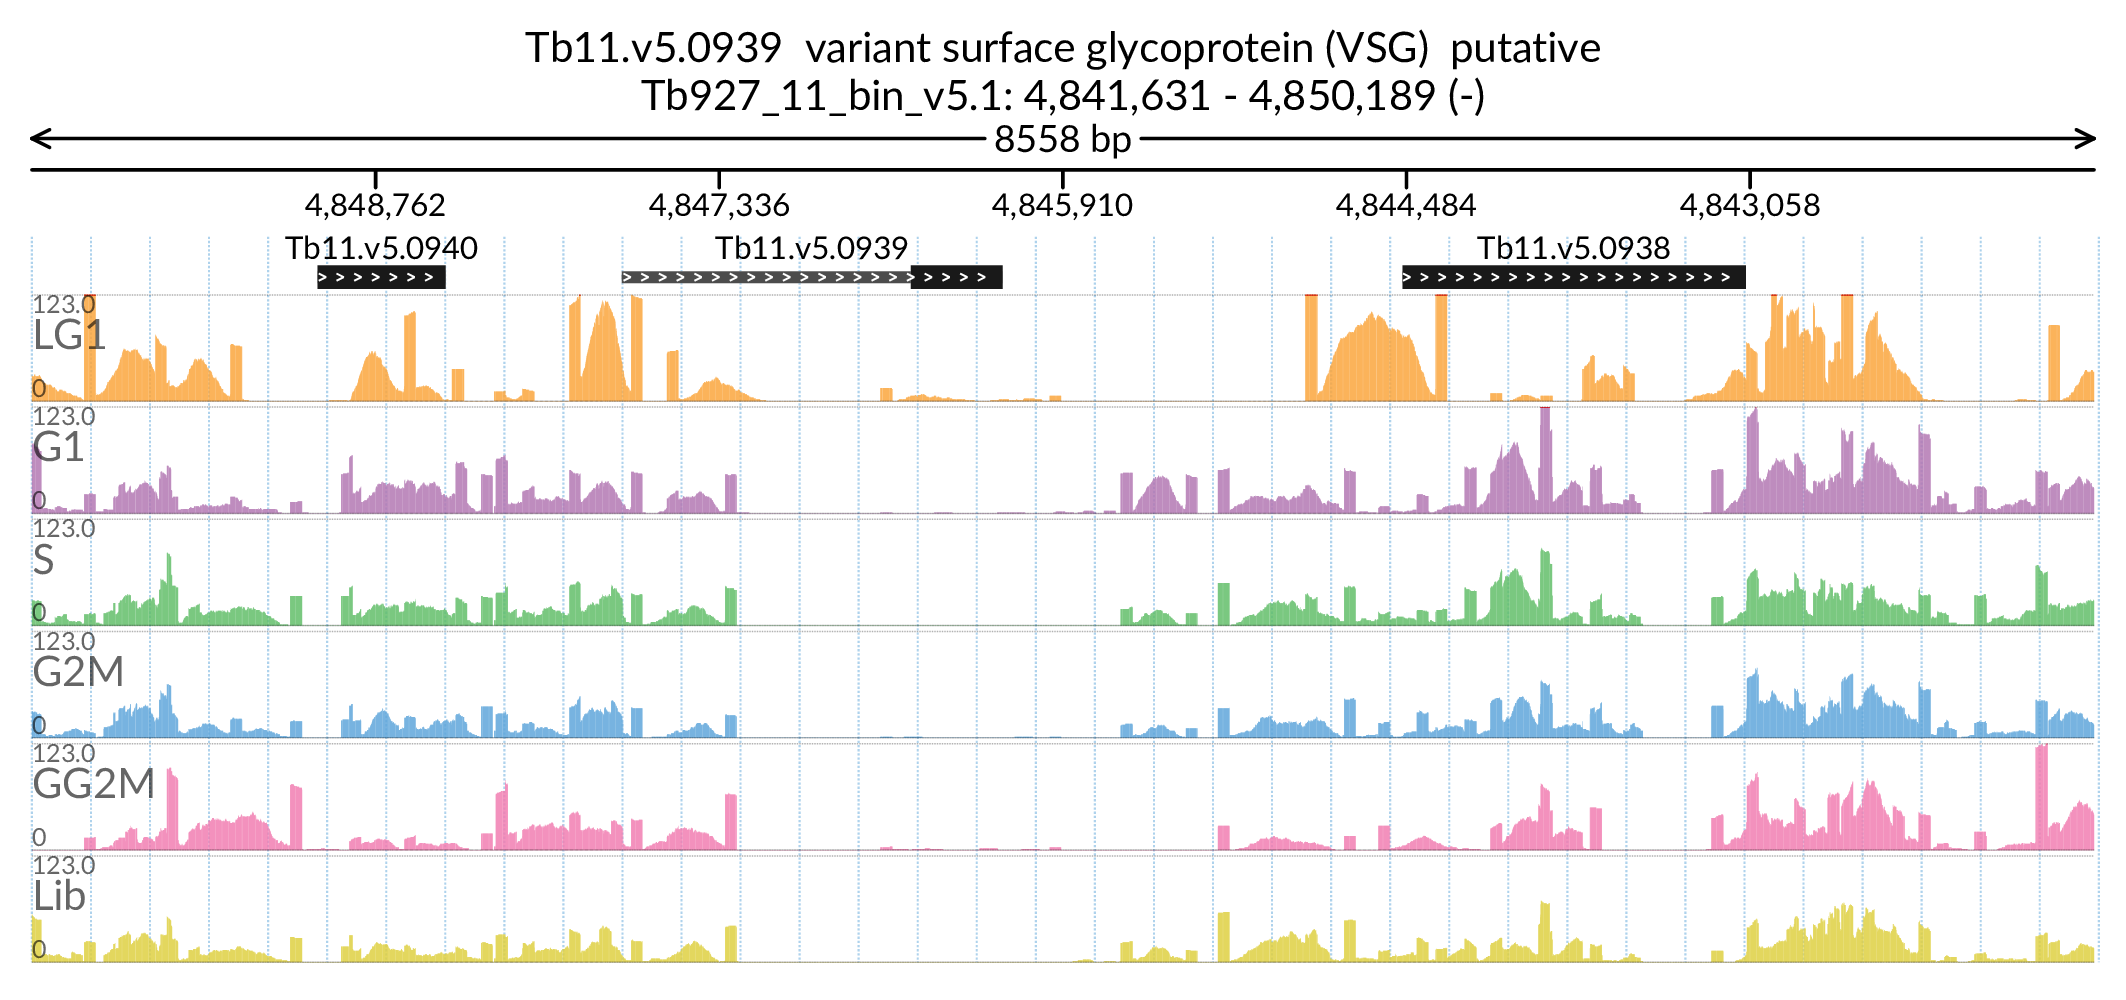 Tb11.v5.0939 variant surface glycoprotein (VSG) putative
Tb927_11_bin_v5.1: 4,841,631 - 4,850,189 (-)
8558 bp
4,848,762 4,847,336 4,845,910 4,844,484 4,843,058
Tb11.v5.0940 Tb11.v5.0939 Tb11.v5.0938
123.0
LG1
0
123.0
G1
0
123.0
S
0
123.0
G2M
0
123.0
GG2M
0
123.0
Lib
0